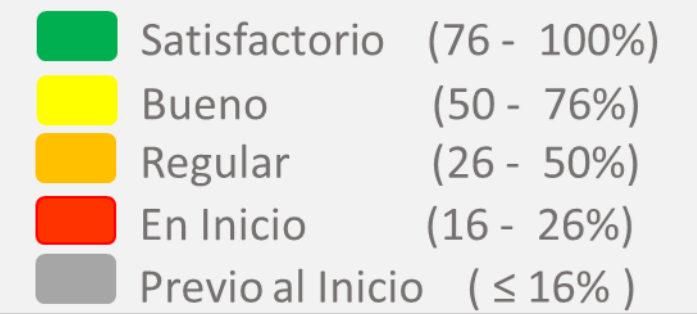 Satisfactorio (76 - 100%)
Bueno (50 - 76%)
Regular (26 - 50%)
En Inicio (16 - 26%)
Previo al Inicio ( ≤ 16% )